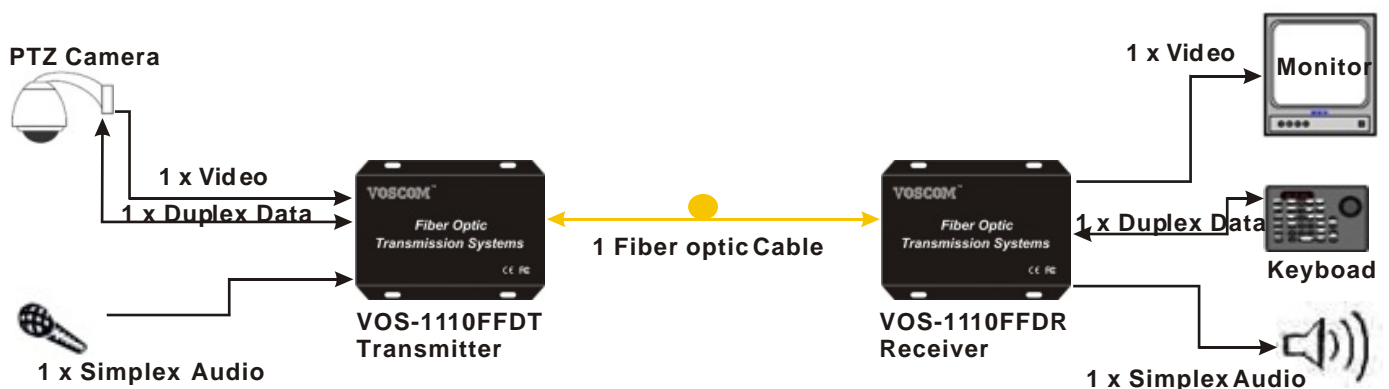 PTZ Camera
1 x Video
1 x Duplex Data
1 x Simplex Audio
VOSCOM™
Fiber Optic
Transmission Systems
CE FC
VOS-1110FFDT
Transmitter
1 Fiber optic Cable
VOSCOM™
Fiber Optic
Transmission Systems
CE FC
VOS-1110FFDR
Receiver
1 x Video
Monitor
1 x Duplex Data
Keyboad
1 x Simplex Audio